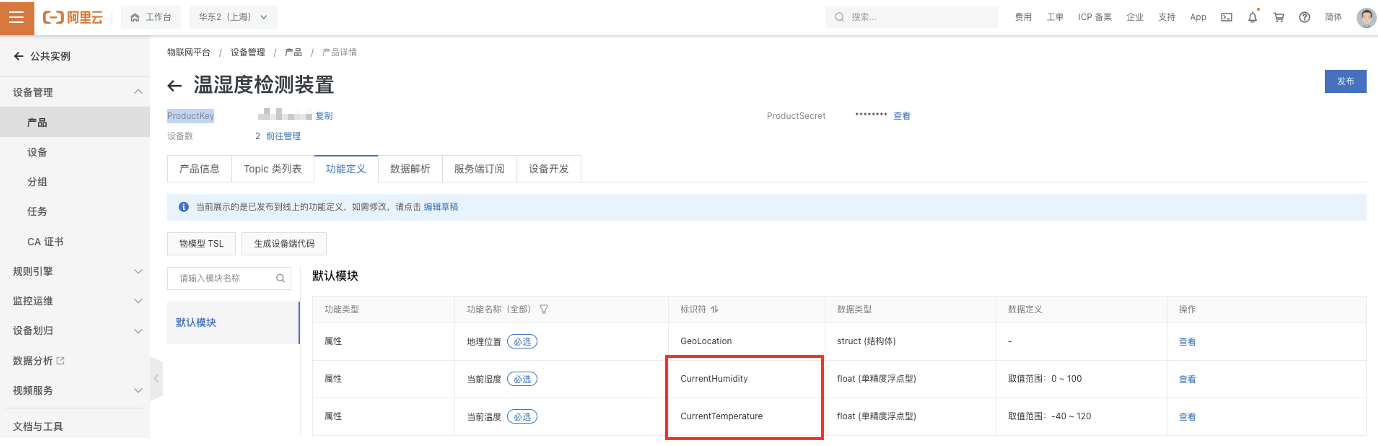 阿里云 工作台 华东2（上海） 搜索... 费用 工单 ICP 备案 企业 支持 App 简体
公共实例
设备管理
产品
设备
分组
任务
CA 证书
规则引擎
监控运维
设备划归
数据分析
视频服务
文档与工具
物联网平台 / 设备管理 / 产品 / 产品详情
温湿度检测装置 发布
ProductKey 复制 ProductSecret ******** 查看
设备数 2 前往管理
产品信息 Topic 类列表 功能定义 数据解析 服务端订阅 设备开发
当前展示的是已发布到线上的功能定义，如需修改，请点击 编辑草稿
物模型 TSL 生成设备端代码
请输入模块名称
默认模块
默认模块
功能类型 功能名称（全部） 标识符 数据类型 数据定义 操作
属性 地理位置 必选 GeoLocation struct (结构体) - 查看
属性 当前湿度 必选 CurrentHumidity float (单精度浮点型) 取值范围：0 ~ 100 查看
属性 当前温度 必选 CurrentTemperature float (单精度浮点型) 取值范围：-40 ~ 120 查看